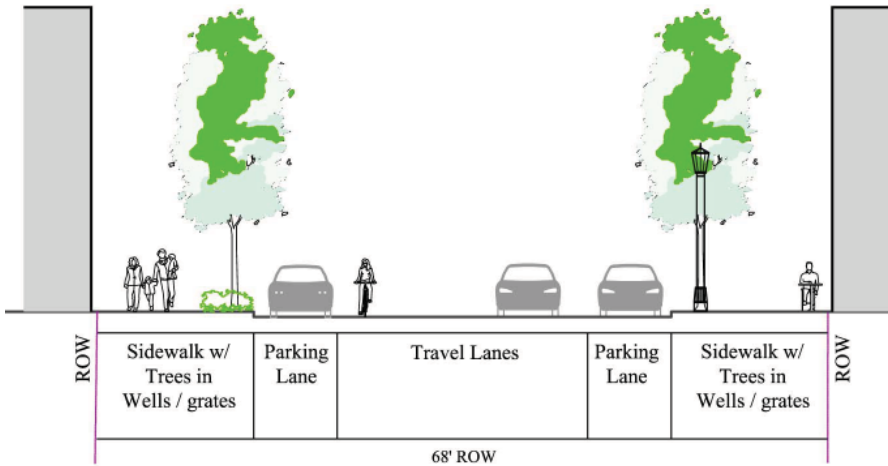 ROW
Sidewalk w/
Trees in
Wells / grates
Parking
Lane
Travel Lanes
Parking
Lane
Sidewalk w/
Trees in
Wells / grates
ROW
68' ROW